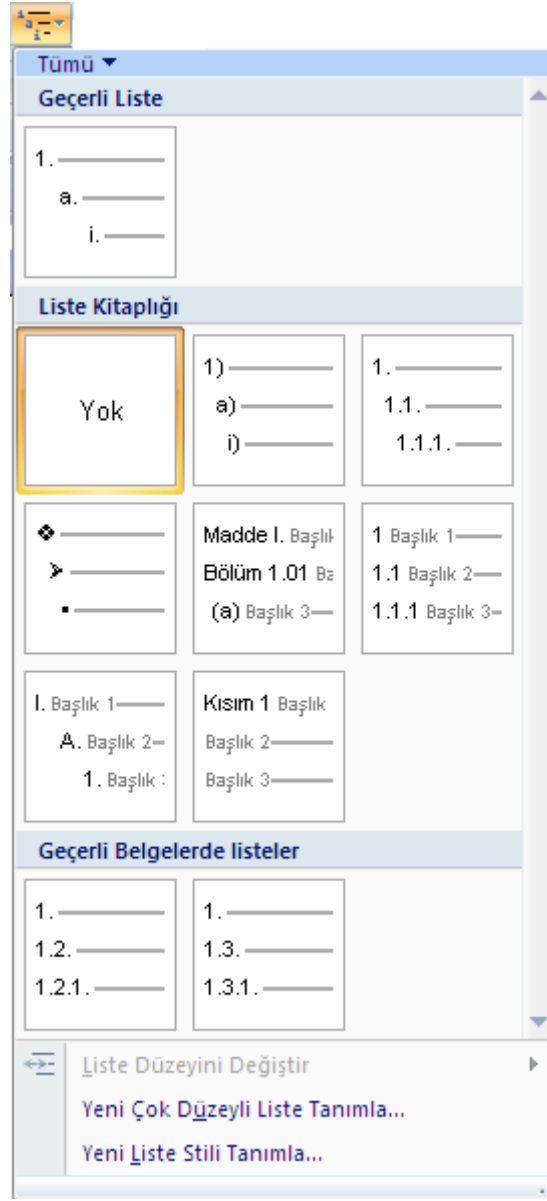 Tümü
Geçerli Liste
1.
a.
i.
Liste Kitaplığı
Yok
1)
a)
i)
1.
1.1.
1.1.1.
Madde I. Başlık
Bölüm 1.01 Ba
(a) Başlık 3
1 Başlık 1
1.1 Başlık 2
1.1.1 Başlık 3
I. Başlık 1
A. Başlık 2
1. Başlık
Kısım 1 Başlık
Başlık 2
Başlık 3
Geçerli Belgelerde listeler
1.
1.2.
1.2.1.
1.
1.3.
1.3.1.
Liste Düzeyini Değiştir
Yeni Çok Düzeyli Liste Tanımla...
Yeni Liste Stili Tanımla...